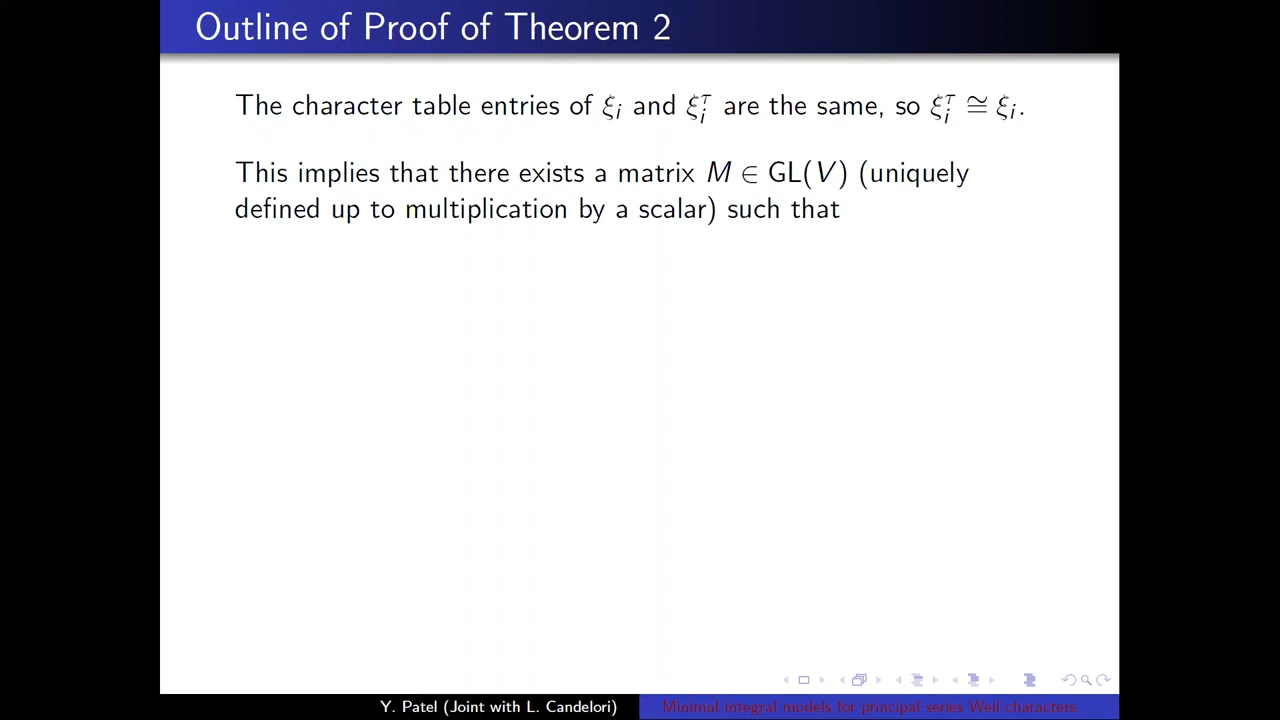 Outline of Proof of Theorem 2
The character table entries of ξᵢ and ξᵢ^τ are the same, so ξᵢ^τ ≅ ξᵢ.
This implies that there exists a matrix M ∈ GL(V) (uniquely
defined up to multiplication by a scalar) such that
Y. Patel (Joint with L. Candelori)
Minimal integral models for principal series Weil characters